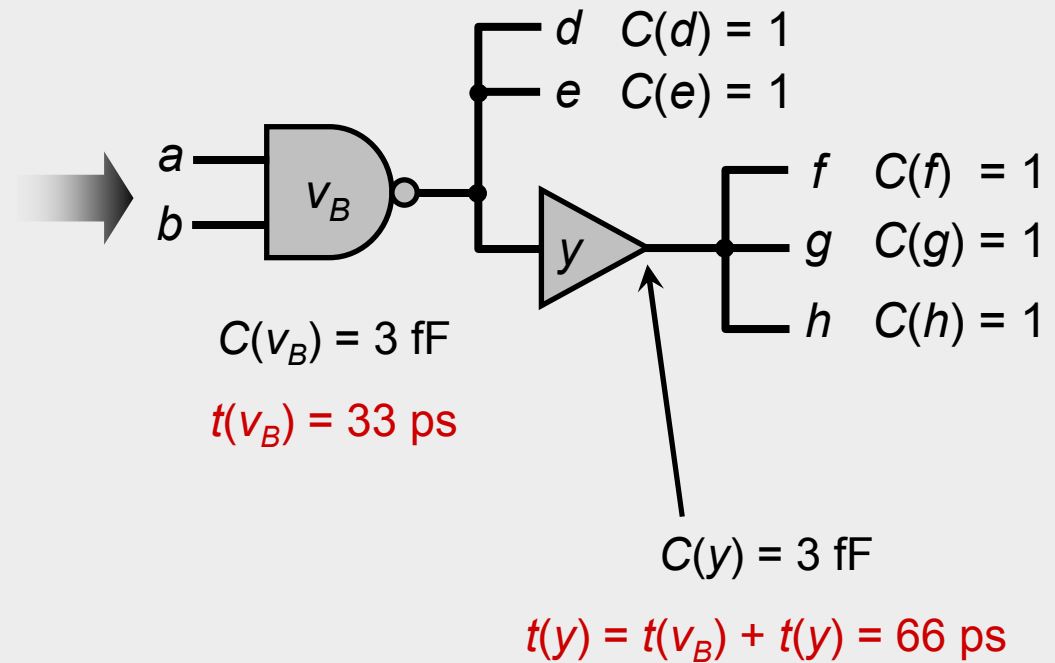 d C(d) = 1
e C(e) = 1
a
b
v_B
y
f C(f) = 1
g C(g) = 1
h C(h) = 1
C(v_B) = 3 fF
t(v_B) = 33 ps
C(y) = 3 fF
t(y) = t(v_B) + t(y) = 66 ps